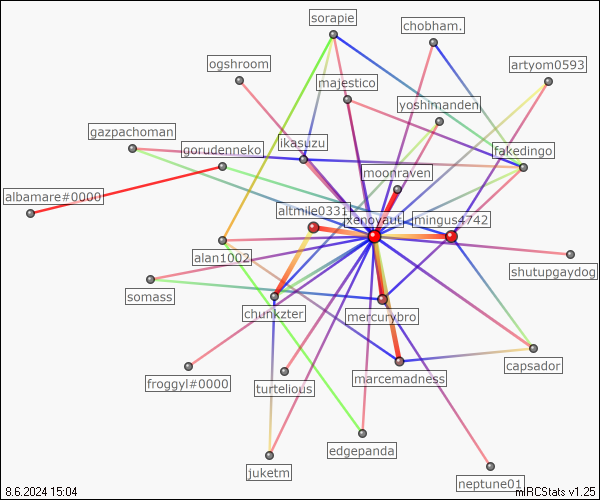 sorapie
chobham.
ogshroom
artyom0593
majestico
yoshimanden
gazpachoman
gorudenneko
ikasuzu
fakedingo
moonraven
albamare#0000
altmile0331
xenoyaut
mingus4742
alan1002
shutupgaydog
somass
chunkzter
mercurybro
capsador
marcemadness
froggyl#0000
turtelious
edgepanda
juketm
neptune01
8.6.2024 15:04
mIRCStats v1.25